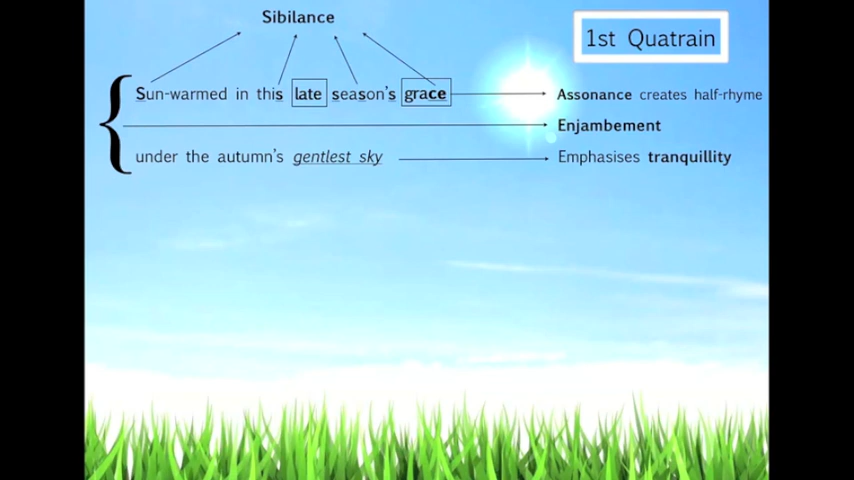 Sibilance
1st Quatrain
Sun-warmed in this late season's grace
Assonance creates half-rhyme
Enjambement
under the autumn's gentlest sky
Emphasises tranquillity